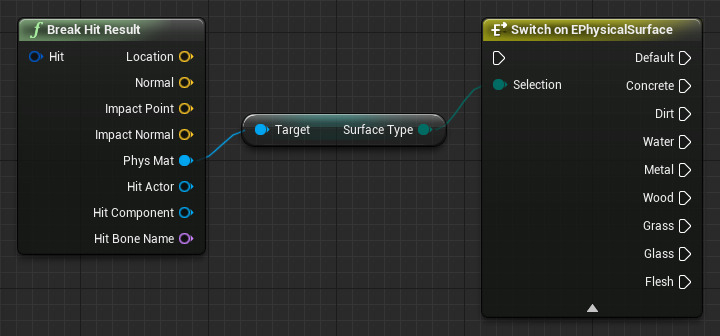 f Break Hit Result
Hit
Location
Normal
Impact Point
Impact Normal
Phys Mat
Hit Actor
Hit Component
Hit Bone Name
Target
Surface Type
Switch on EPhysicalSurface
Selection
Default
Concrete
Dirt
Water
Metal
Wood
Grass
Glass
Flesh